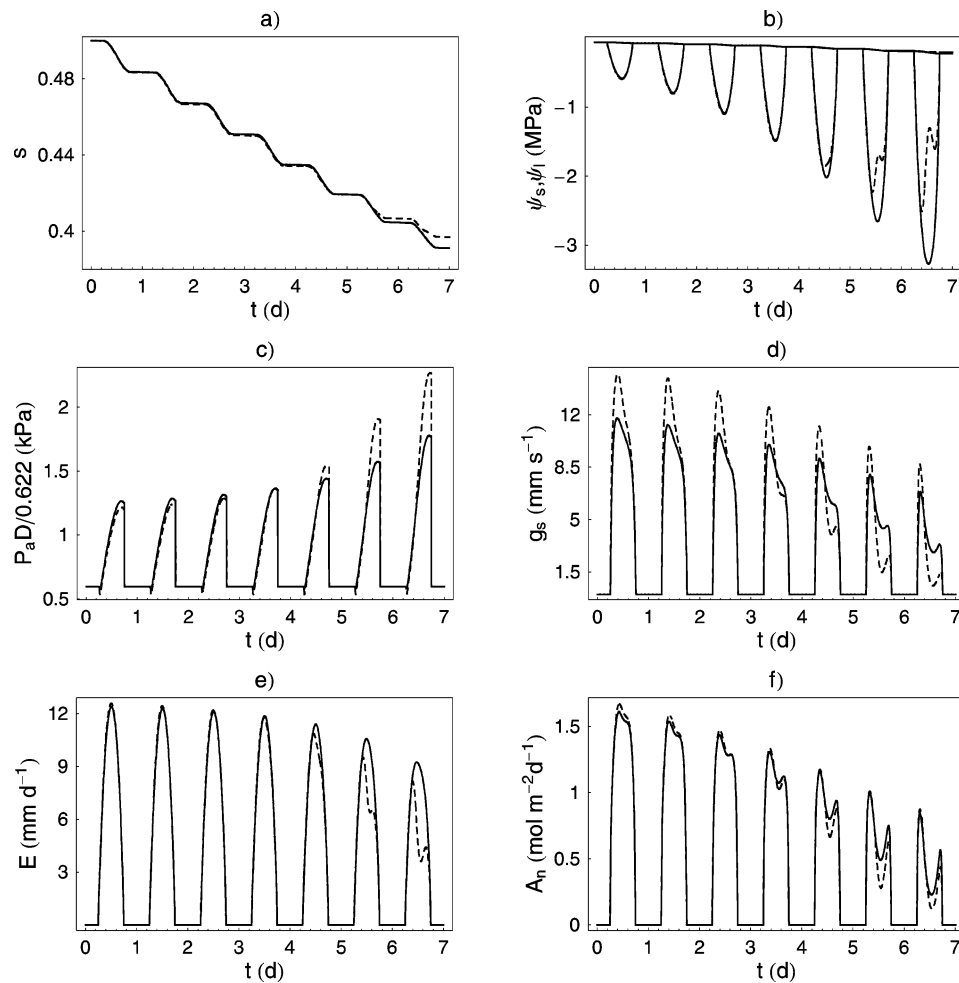 a)
0.48
0.44
0.4
s
0 1 2 3 4 5 6 7
t (d)
b)
−1
−2
−3
ψs,ψl (MPa)
0 1 2 3 4 5 6 7
t (d)
c)
2
1.5
1
0.5
PaD/0.622 (kPa)
0 1 2 3 4 5 6 7
t (d)
d)
12
8.5
5
1.5
gs (mm s−1)
0 1 2 3 4 5 6 7
t (d)
e)
12
9
6
3
E (mm d−1)
0 1 2 3 4 5 6 7
t (d)
f)
1.5
1
0.5
0
An (mol m−2d−1)
0 1 2 3 4 5 6 7
t (d)